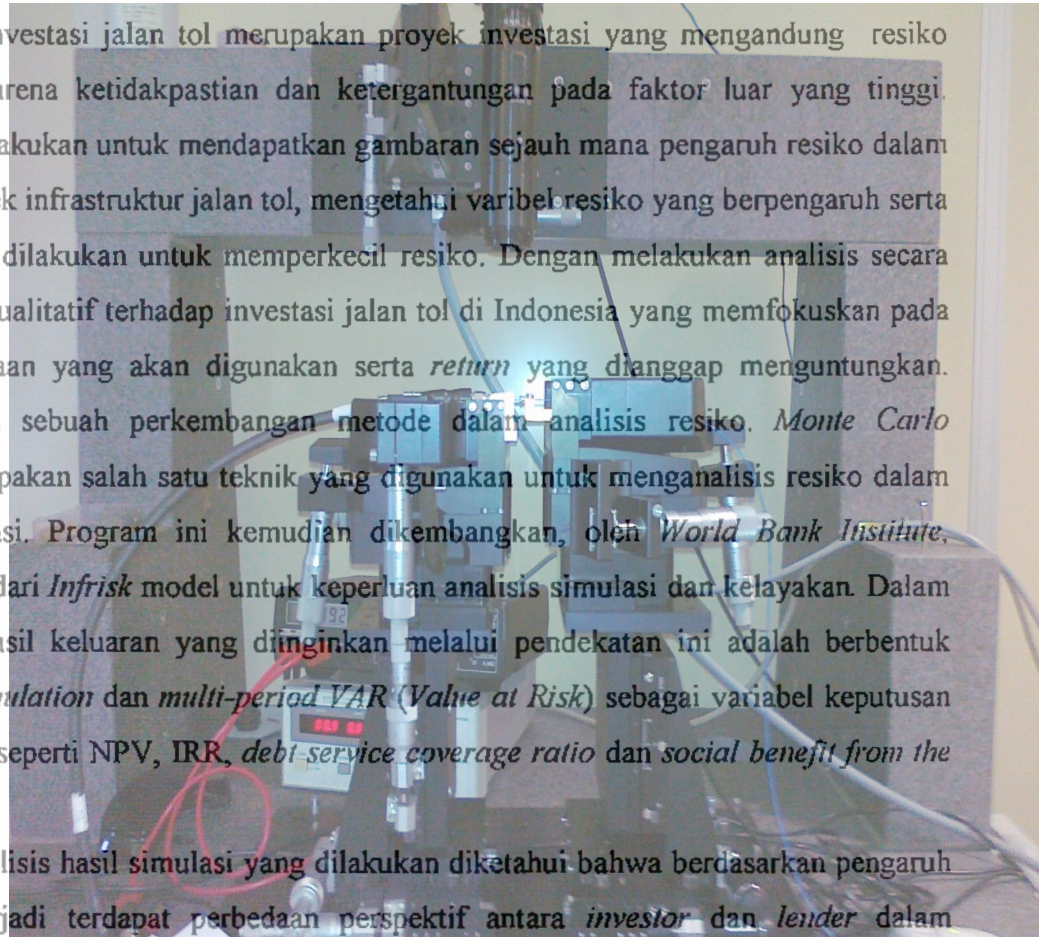 nvestasi jalan tol merupakan proyek investasi yang mengandung resiko
arena ketidakpastian dan ketergantungan pada faktor luar yang tinggi.
akukan untuk mendapatkan gambaran sejauh mana pengaruh resiko dalam
k infrastruktur jalan tol, mengetahui varibel resiko yang berpengaruh serta
dilakukan untuk memperkecil resiko. Dengan melakukan analisis secara
ualitatif terhadap investasi jalan tol di Indonesia yang memfokuskan pada
aan yang akan digunakan serta return yang dianggap menguntungkan.
sebuah perkembangan metode dalam analisis resiko. Monte Carlo
pakan salah satu teknik yang digunakan untuk menganalisis resiko dalam
si. Program ini kemudian dikembangkan, oleh World Bank Institute,
dari Infrisk model untuk keperluan analisis simulasi dan kelayakan. Dalam
asil keluaran yang diinginkan melalui pendekatan ini adalah berbentuk
ulation dan multi-period VAR (Value at Risk) sebagai variabel keputusan
seperti NPV, IRR, debt service coverage ratio dan social benefit from the
lisis hasil simulasi yang dilakukan diketahui bahwa berdasarkan pengaruh
jadi terdapat perbedaan perspektif antara investor dan lender dalam